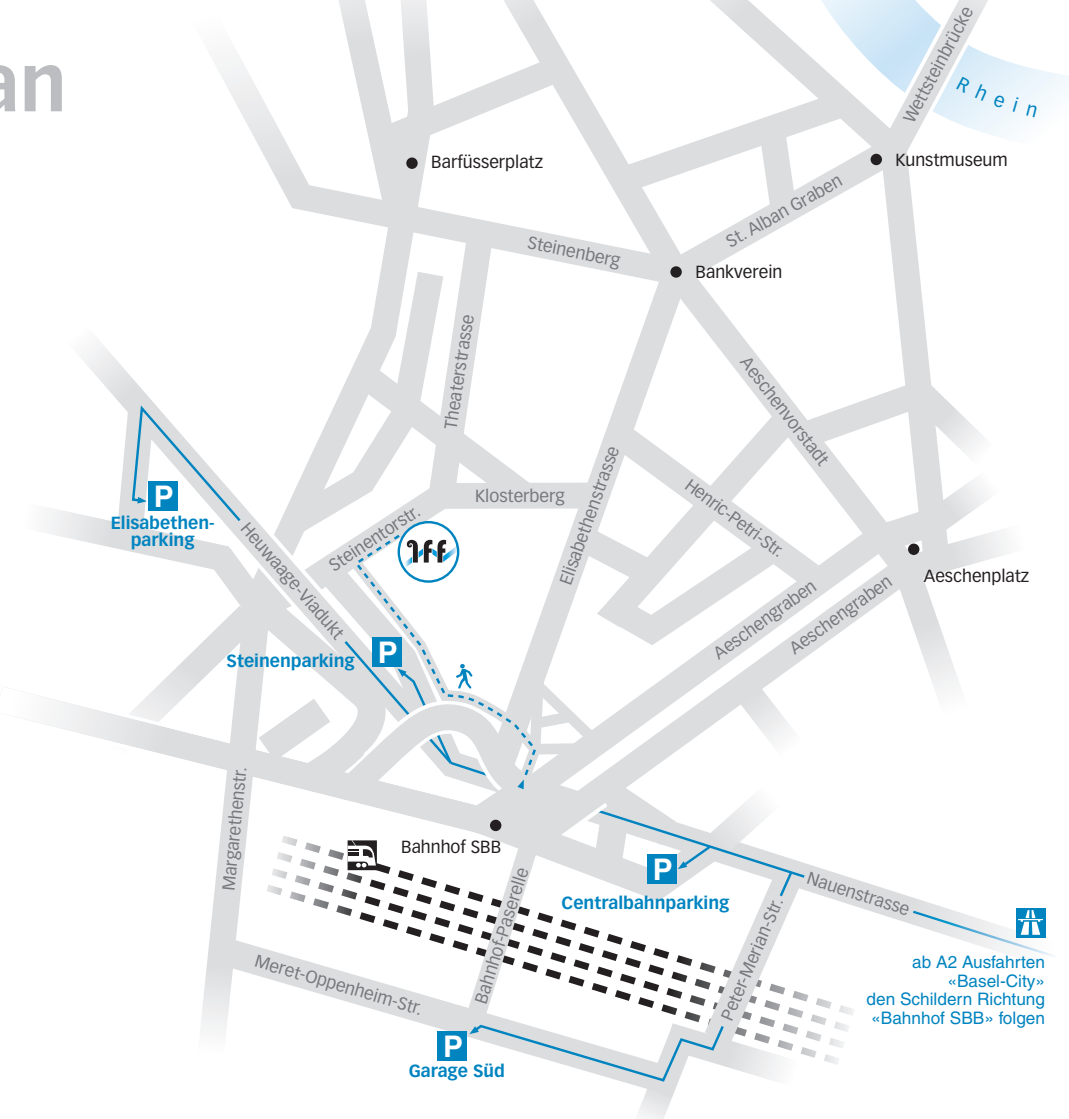 an
Wettsteinbrücke
Rhein
Barfüsserplatz
Kunstmuseum
St. Alban Graben
Steinenberg
Bankverein
Theaterstrasse
Aeschenvorstadt
Elisabethenstrasse
Klosterberg
Henric-Petri-Str.
P
Elisabethen-
parking
Heuwaage-Viadukt
Steinentorstr.
Iff
Aeschenplatz
Aeschengraben
Aeschengraben
Steinenparking
P
Margarethenstr.
Bahnhof SBB
P
Centralbahnparking
Nauenstrasse
Bahnhof-Paserelle
Peter-Merian-Str.
ab A2 Ausfahrten
«Basel-City»
den Schildern Richtung
«Bahnhof SBB» folgen
Meret-Oppenheim-Str.
P
Garage Süd